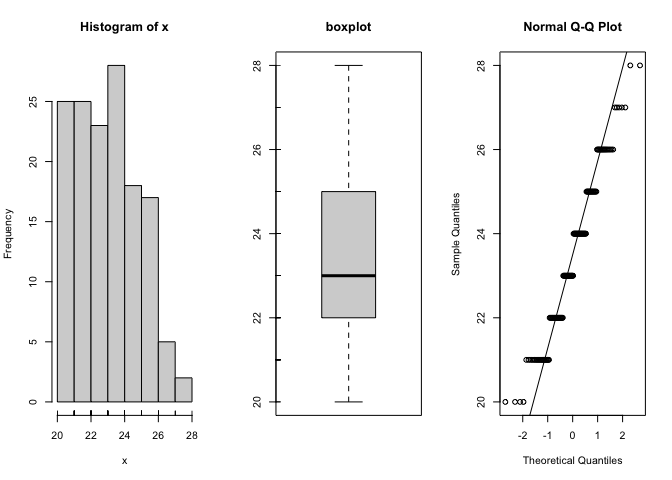 Histogram of x
Frequency
0
5
10
15
20
25
20 22 24 26 28
x
boxplot
20
22
24
26
28
Normal Q-Q Plot
Sample Quantiles
20
22
24
26
28
-2 -1 0 1 2
Theoretical Quantiles